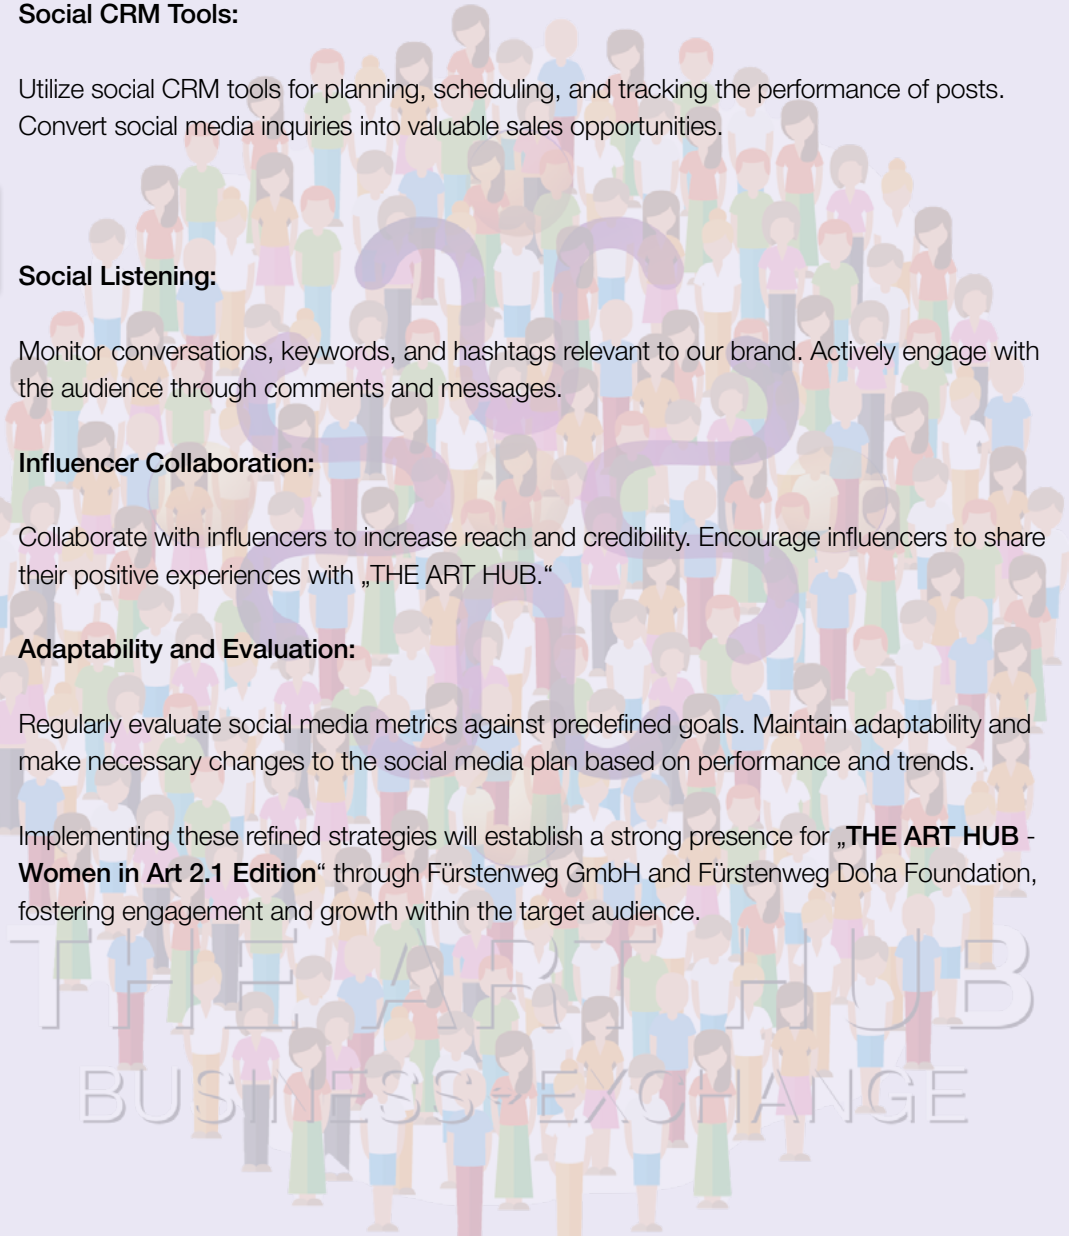 Social CRM Tools:
Utilize social CRM tools for planning, scheduling, and tracking the performance of posts.
Convert social media inquiries into valuable sales opportunities.
Social Listening:
Monitor conversations, keywords, and hashtags relevant to our brand. Actively engage with
the audience through comments and messages.
Influencer Collaboration:
Collaborate with influencers to increase reach and credibility. Encourage influencers to share
their positive experiences with „THE ART HUB.“
Adaptability and Evaluation:
Regularly evaluate social media metrics against predefined goals. Maintain adaptability and
make necessary changes to the social media plan based on performance and trends.
Implementing these refined strategies will establish a strong presence for „THE ART HUB -
Women in Art 2.1 Edition“ through Fürstenweg GmbH and Fürstenweg Doha Foundation,
fostering engagement and growth within the target audience.
THE ART HUB
BUSINESS-EXCHANGE